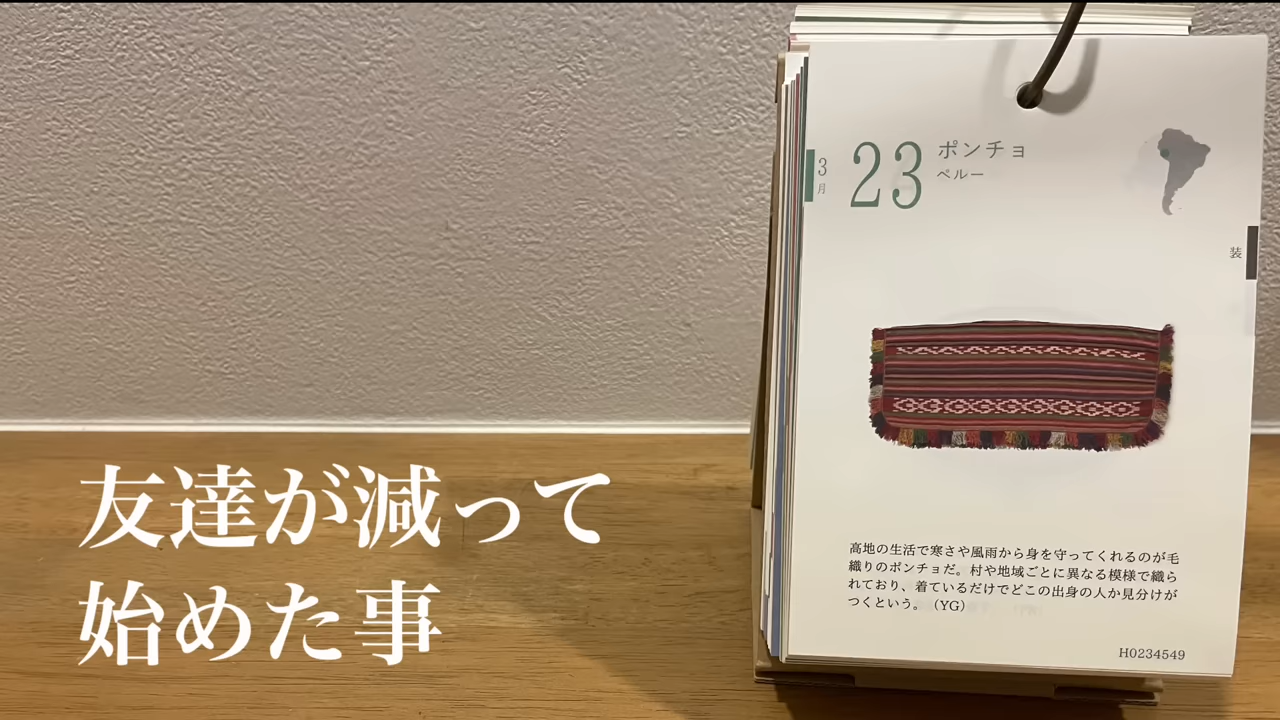 友達が減って
始めた事
3
月
23
ポンチョ
ペルー
装
高地の生活で寒さや風雨から身を守ってくれるのが毛
織りのポンチョだ。村や地域ごとに異なる模様で織ら
れており、着ているだけでどこの出身の人か見分けが
つくという。（YG）
H0234549